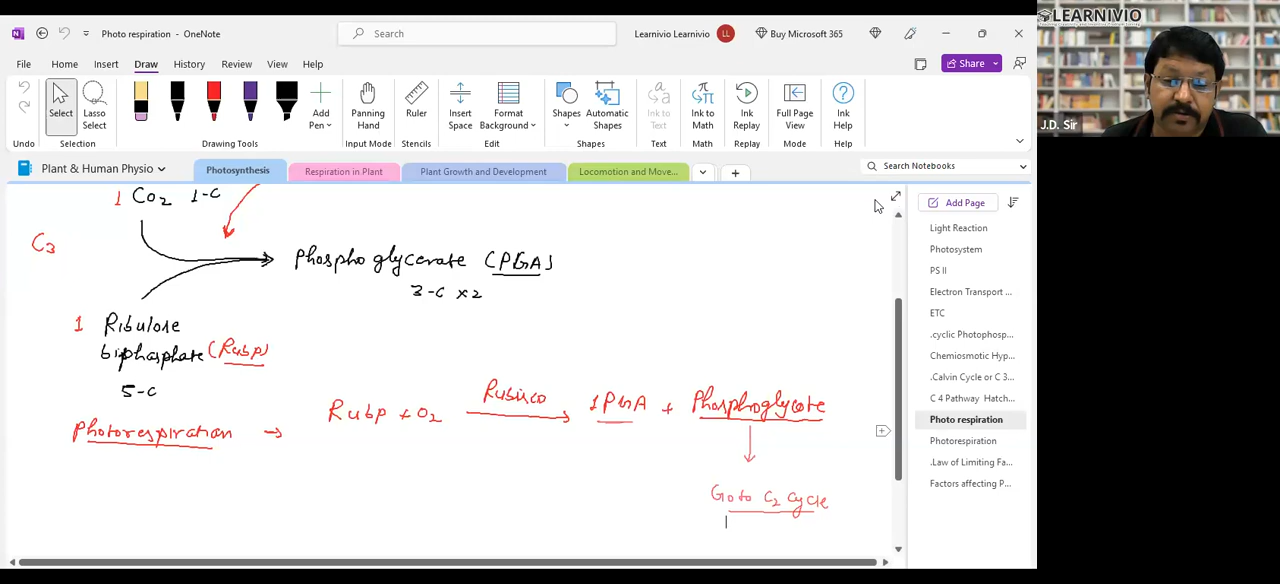 Photo respiration - OneNote
Search
Learnivio Learnivio
LL
Buy Microsoft 365
LEARNIVIO
File
Home
Insert
Draw
History
Review
View
Help
Share
Select
Lasso Select
Add Pen
Panning Hand
Ruler
Insert Space
Format Background
Shapes
Automatic Shapes
Ink to Text
Ink to Math
Ink Replay
Full Page View
Ink Help
Undo
Selection
Drawing Tools
Input Mode
Stencils
Edit
Shapes
Text
Math
Replay
Mode
Help
J.D. Sir
Plant & Human Physio
Photosynthesis
Respiration in Plant
Plant Growth and Development
Locomotion and Move...
Search Notebooks
Add Page
Light Reaction
Photosystem
PS II
Electron Transport ...
ETC
.cyclic Photophosp...
Chemiosmotic Hyp...
.Calvin Cycle or C 3...
C 4 Pathway Hatch...
Photo respiration
Photorespiration
.Law of Limiting Fa...
Factors affecting P...
1 Co2 1-C
C3
Phosphoglycerate (PGA)
3-C x2
1 Ribulose
biphosphate (Rubp)
5-C
Photorespiration → Rubp + O2 Rubisco 1PGA + Phosphoglycote
Go to C2 Cycle